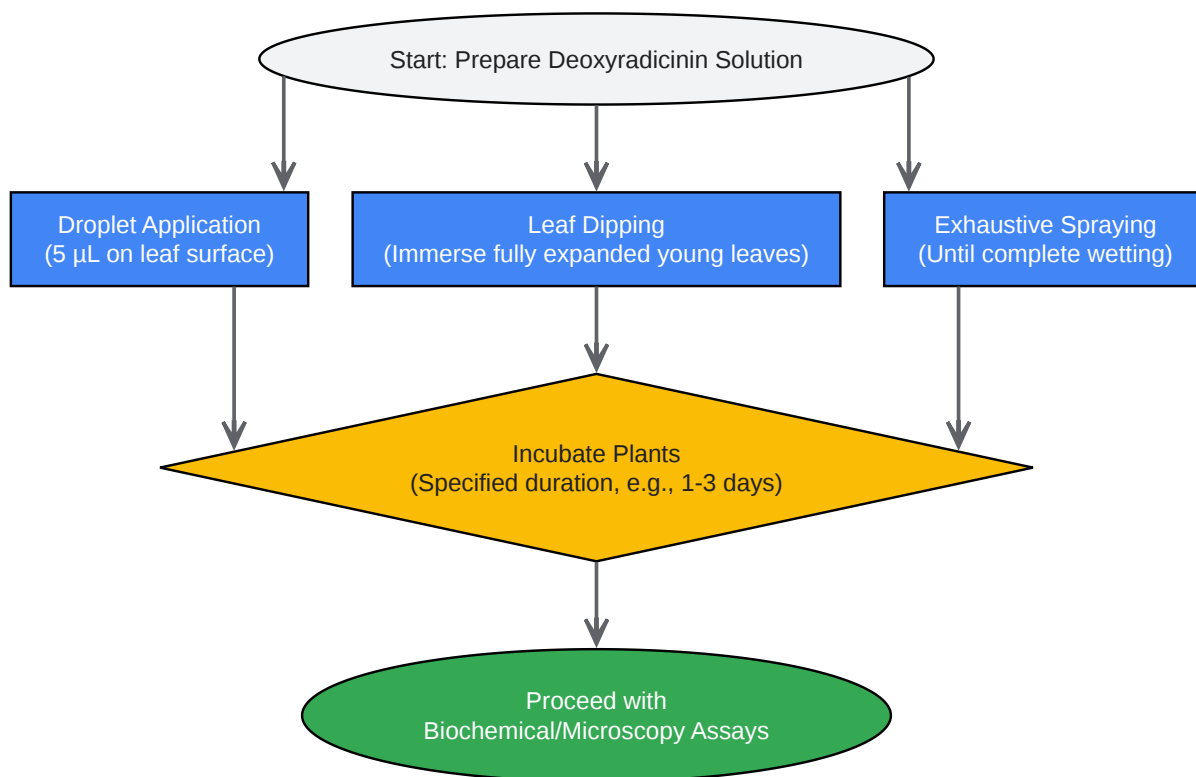 Start: Prepare Deoxyradicinin Solution
Droplet Application
(5 µL on leaf surface)
Leaf Dipping
(Immerse fully expanded young leaves)
Exhaustive Spraying
(Until complete wetting)
Incubate Plants
(Specified duration, e.g., 1-3 days)
Proceed with
Biochemical/Microscopy Assays